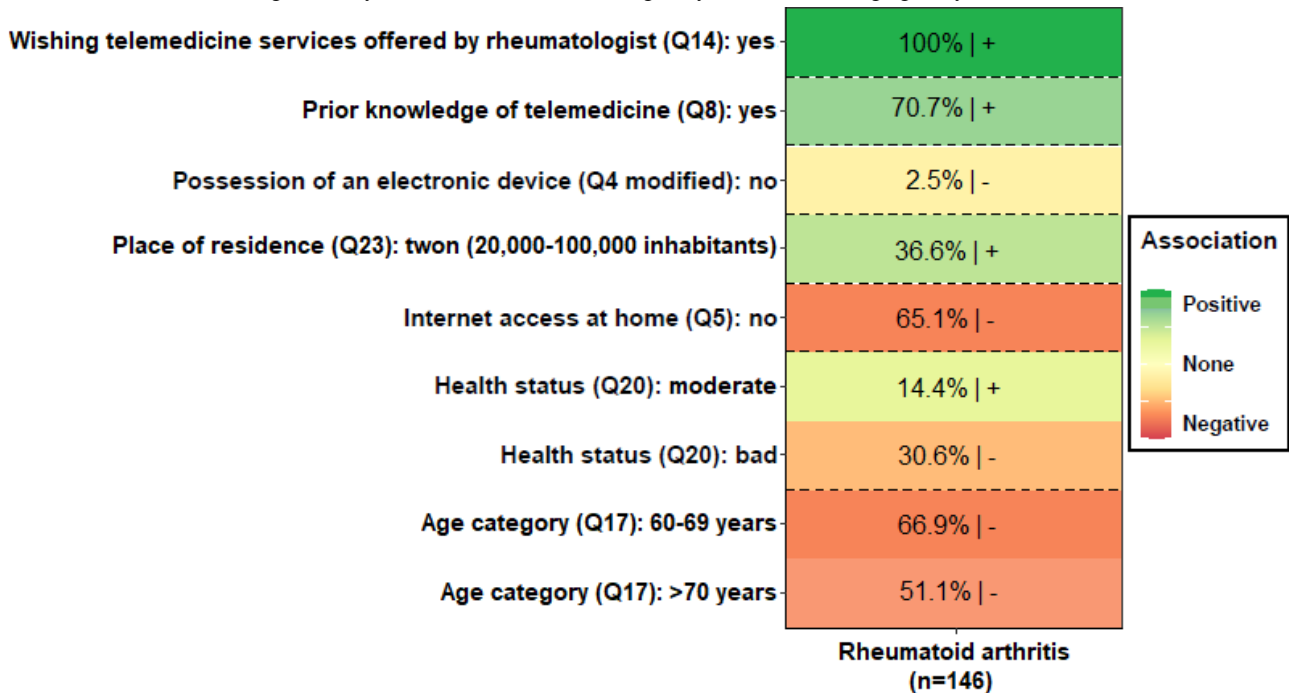 Wishing telemedicine services offered by rheumatologist (Q14): yes 100% | +
Prior knowledge of telemedicine (Q8): yes 70.7% | +
Possession of an electronic device (Q4 modified): no 2.5% | -
Place of residence (Q23): twon (20,000-100,000 inhabitants) 36.6% | +
Internet access at home (Q5): no 65.1% | -
Health status (Q20): moderate 14.4% | +
Health status (Q20): bad 30.6% | -
Age category (Q17): 60-69 years 66.9% | -
Age category (Q17): >70 years 51.1% | -
Rheumatoid arthritis
(n=146)
Association
Positive
None
Negative